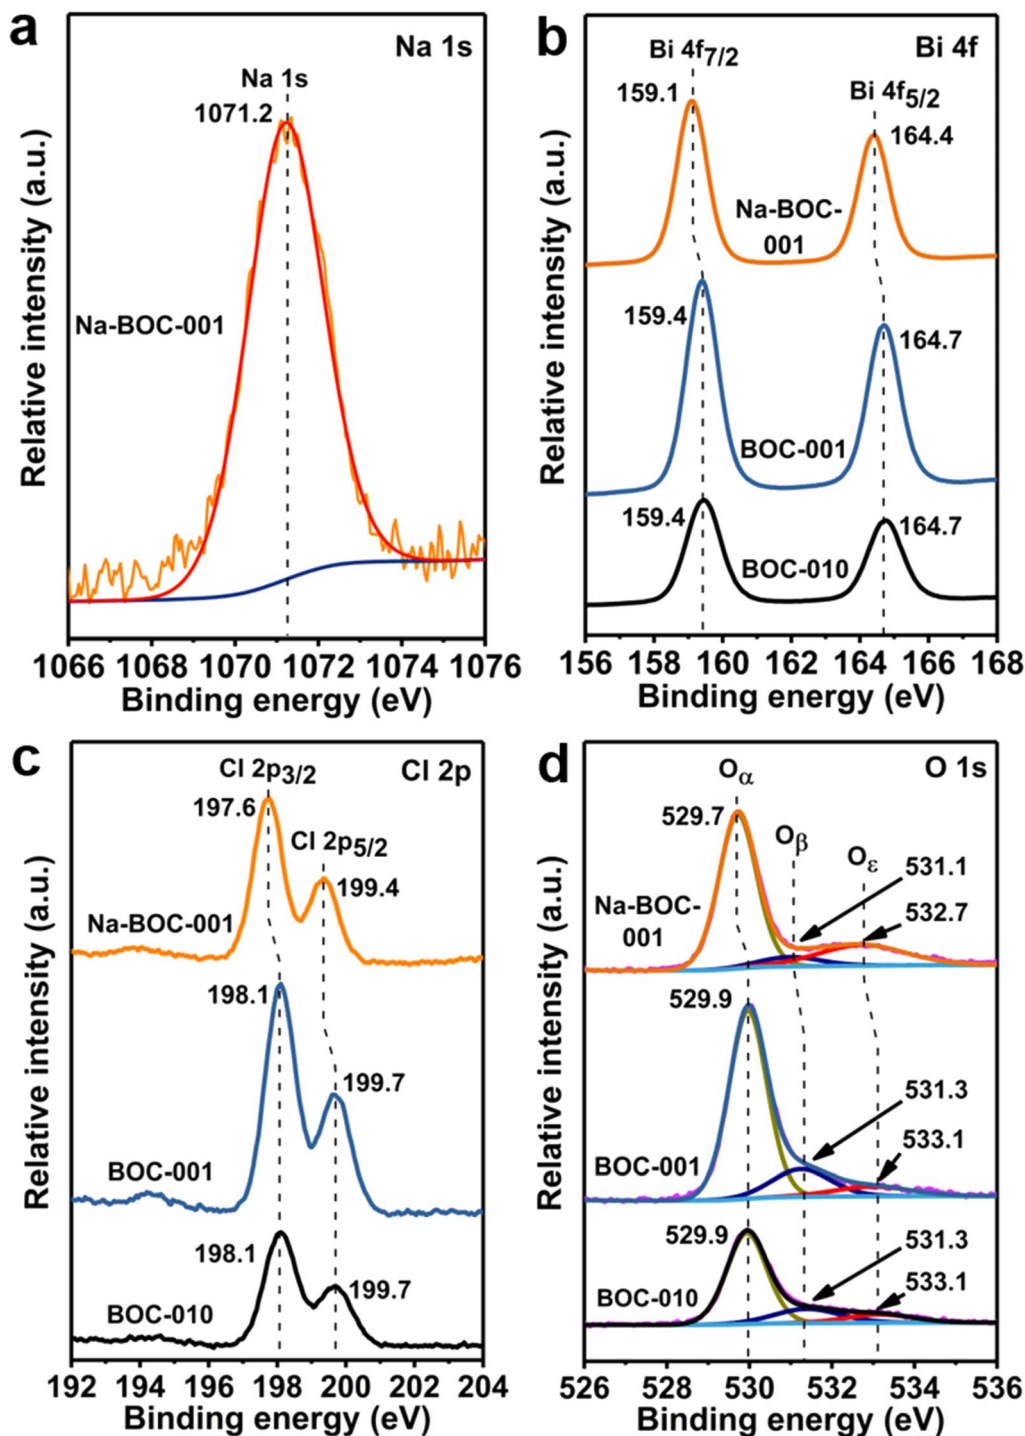 a
Na 1s
Na 1s
1071.2
Na-BOC-001
Relative intensity (a.u.)
1066 1068 1070 1072 1074 1076
Binding energy (eV)
b
Bi 4f
Bi 4f7/2
159.1
Bi 4f5/2
164.4
Na-BOC-
001
159.4
164.7
BOC-001
159.4
164.7
BOC-010
Relative intensity (a.u.)
156 158 160 162 164 166 168
Binding energy (eV)
c
Cl 2p
Cl 2p3/2
197.6
Cl 2p5/2
199.4
Na-BOC-001
198.1
199.7
BOC-001
198.1
199.7
BOC-010
Relative intensity (a.u.)
192 194 196 198 200 202 204
Binding energy (eV)
d
O 1s
Oα
529.7
Oβ
Oε
531.1
532.7
Na-BOC-
001
529.9
531.3
533.1
BOC-001
529.9
531.3
533.1
BOC-010
Relative intensity (a.u.)
526 528 530 532 534 536
Binding energy (eV)